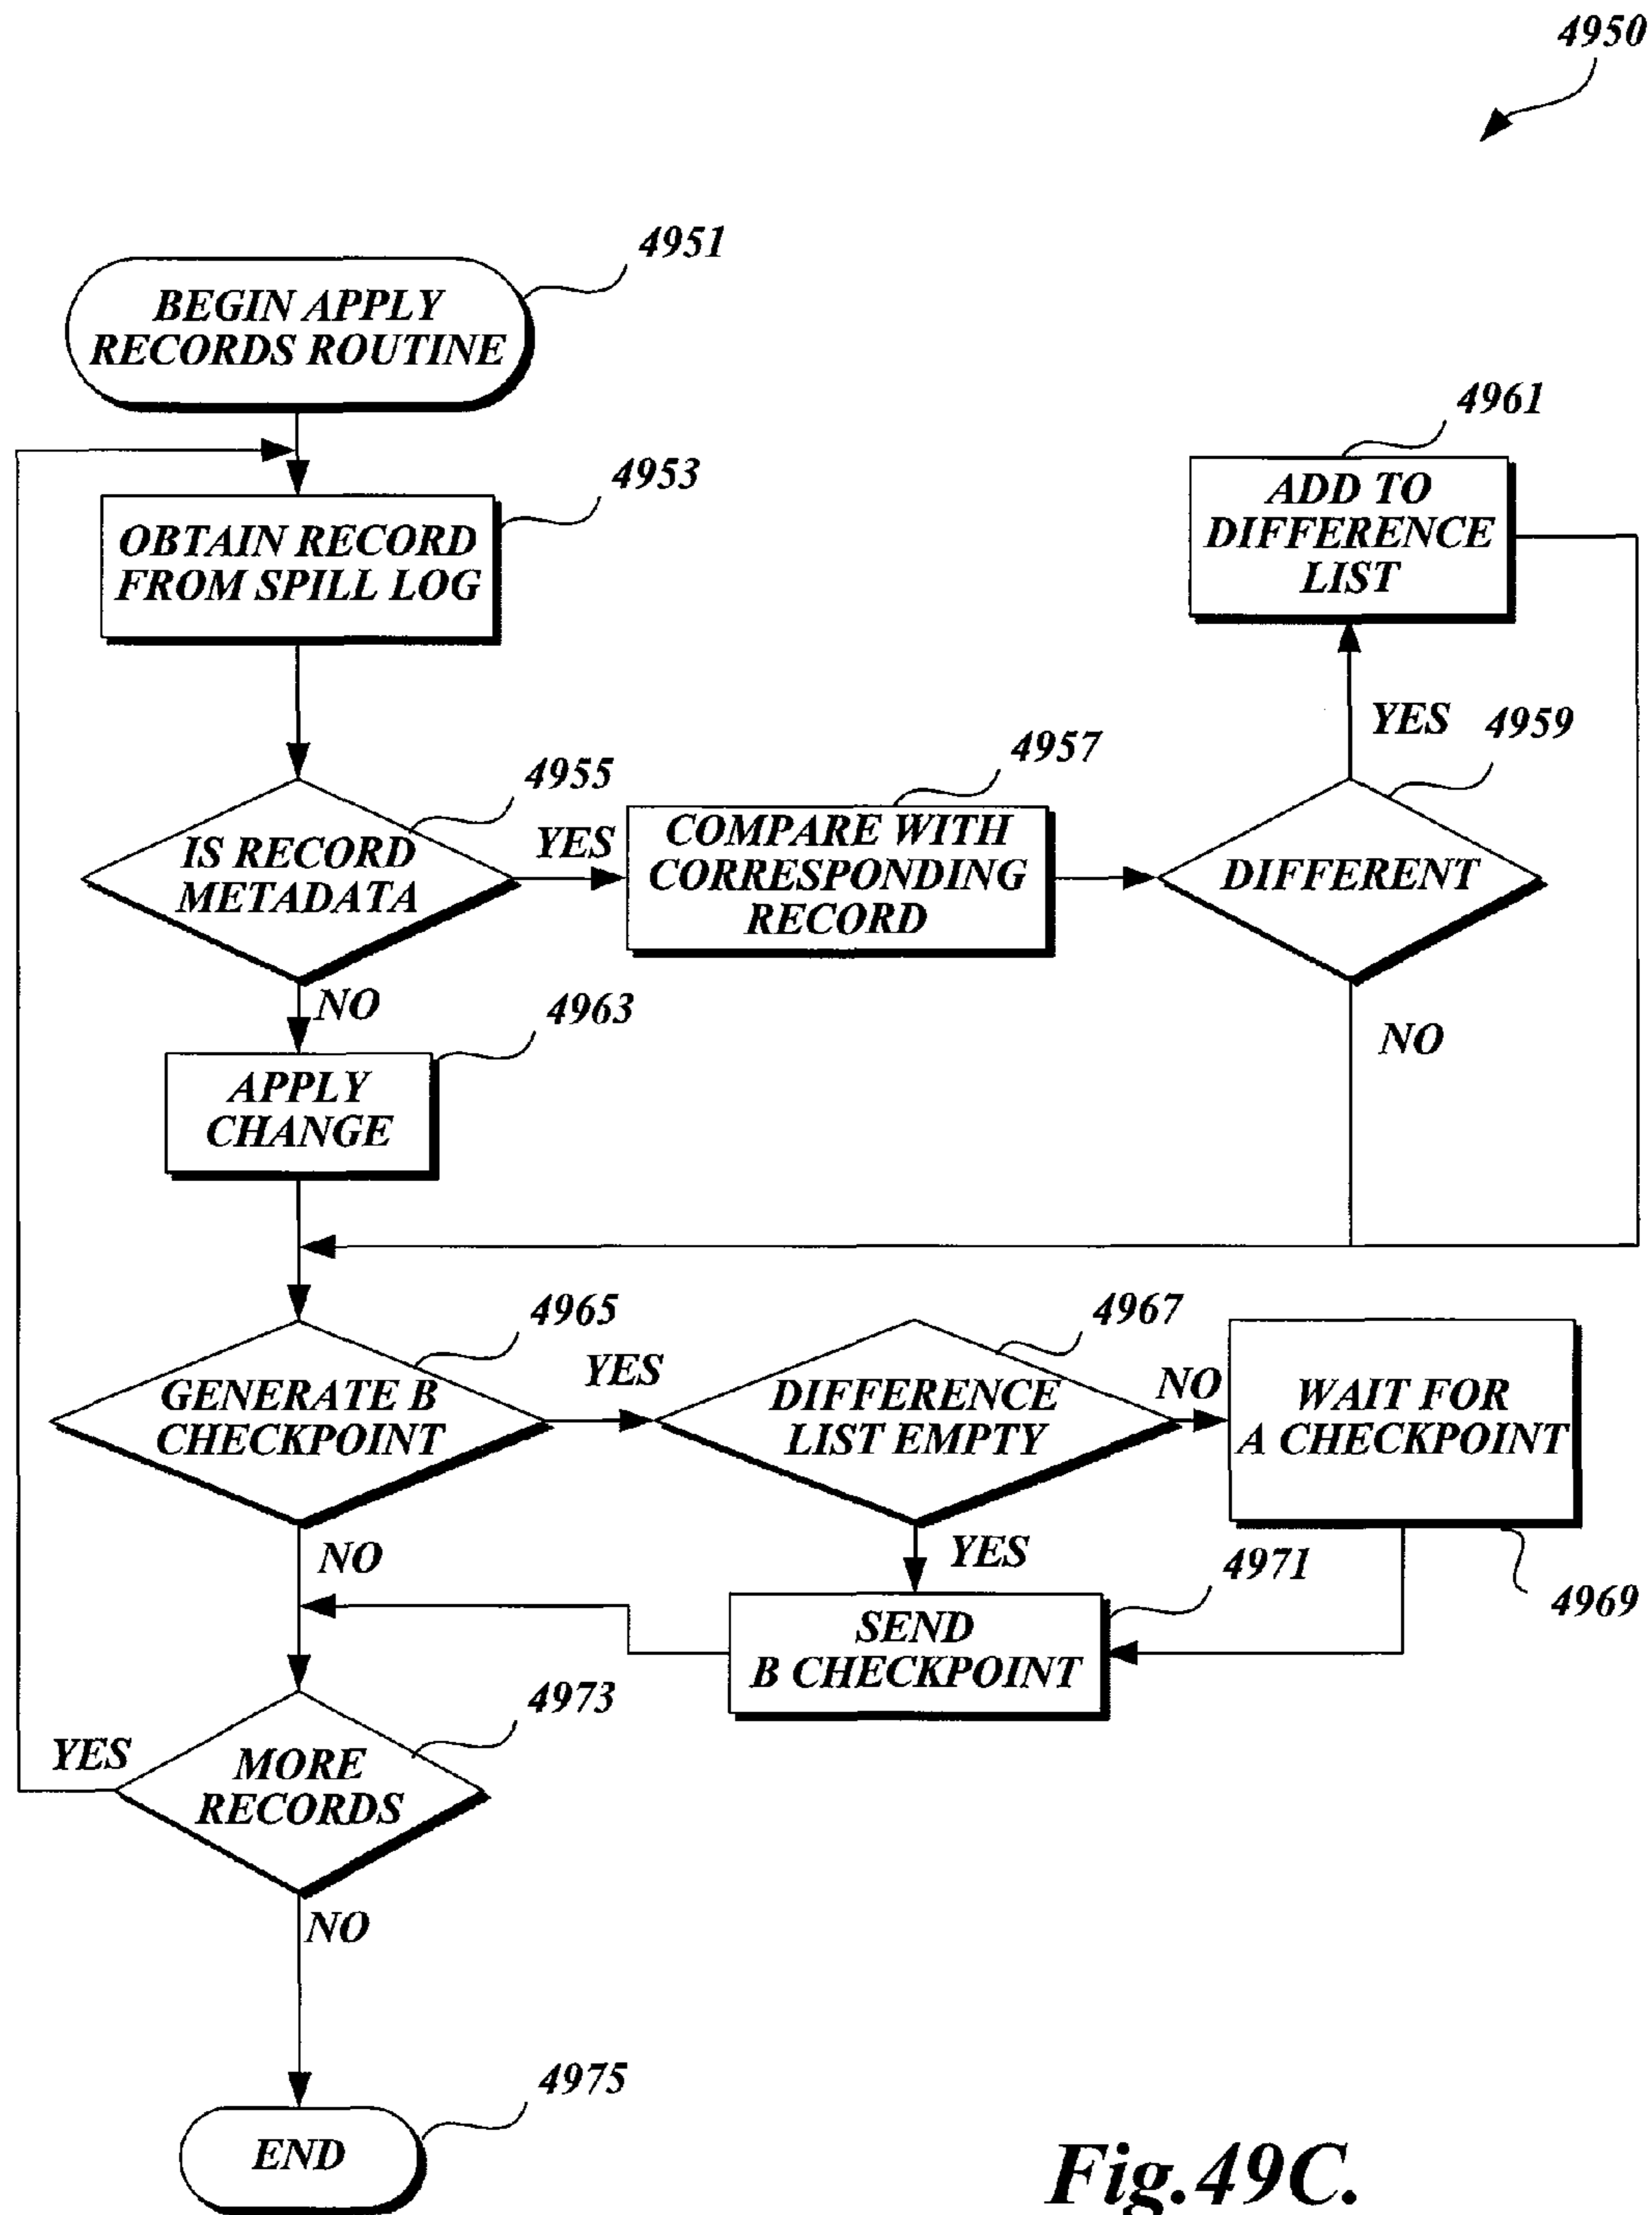 4950
4951
BEGIN APPLY
RECORDS ROUTINE
4953
OBTAIN RECORD
FROM SPILL LOG
4961
ADD TO
DIFFERENCE
LIST
4955
IS RECORD
METADATA
YES
4957
COMPARE WITH
CORRESPONDING
RECORD
YES
4959
DIFFERENT
NO
NO
4963
APPLY
CHANGE
4965
GENERATE B
CHECKPOINT
YES
4967
DIFFERENCE
LIST EMPTY
NO
WAIT FOR
A CHECKPOINT
4969
NO
YES
4971
SEND
B CHECKPOINT
4973
MORE
RECORDS
YES
NO
4975
END
Fig.49C.